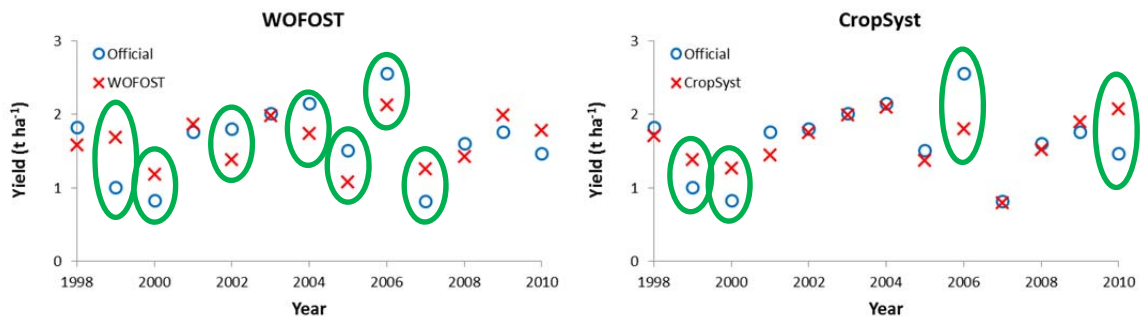 WOFOST
3
2
1
0
Yield (t ha-1)
Official
WOFOST
1998 2000 2002 2004 2006 2008 2010
Year
CropSyst
3
2
1
0
Yield (t ha-1)
Official
CropSyst
1998 2000 2002 2004 2006 2008 2010
Year